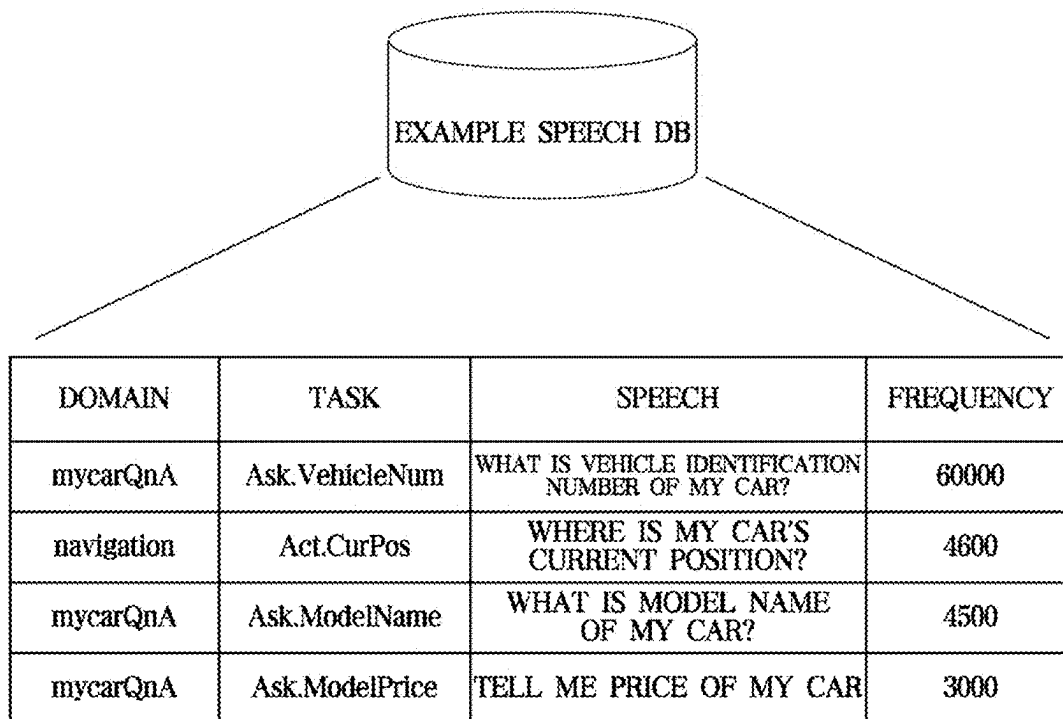 EXAMPLE SPEECH DB
DOMAIN TASK SPEECH FREQUENCY
mycarQnA Ask.VehicleNum WHAT IS VEHICLE IDENTIFICATION NUMBER OF MY CAR? 60000
navigation Act.CurPos WHERE IS MY CAR'S CURRENT POSITION? 4600
mycarQnA Ask.ModelName WHAT IS MODEL NAME OF MY CAR? 4500
mycarQnA Ask.ModelPrice TELL ME PRICE OF MY CAR 3000